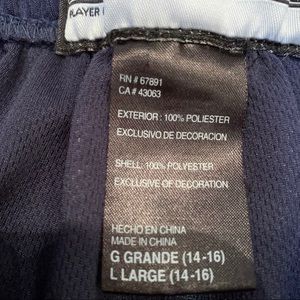 PLAYER
RN # 67891
CA # 43063
EXTERIOR : 100% POLIESTER
EXCLUSIVO DE DECORACION
SHELL: 100% POLYESTER
EXCLUSIVE OF DECORATION
HECHO EN CHINA
MADE IN CHINA
G GRANDE (14-16)
L LARGE (14-16)